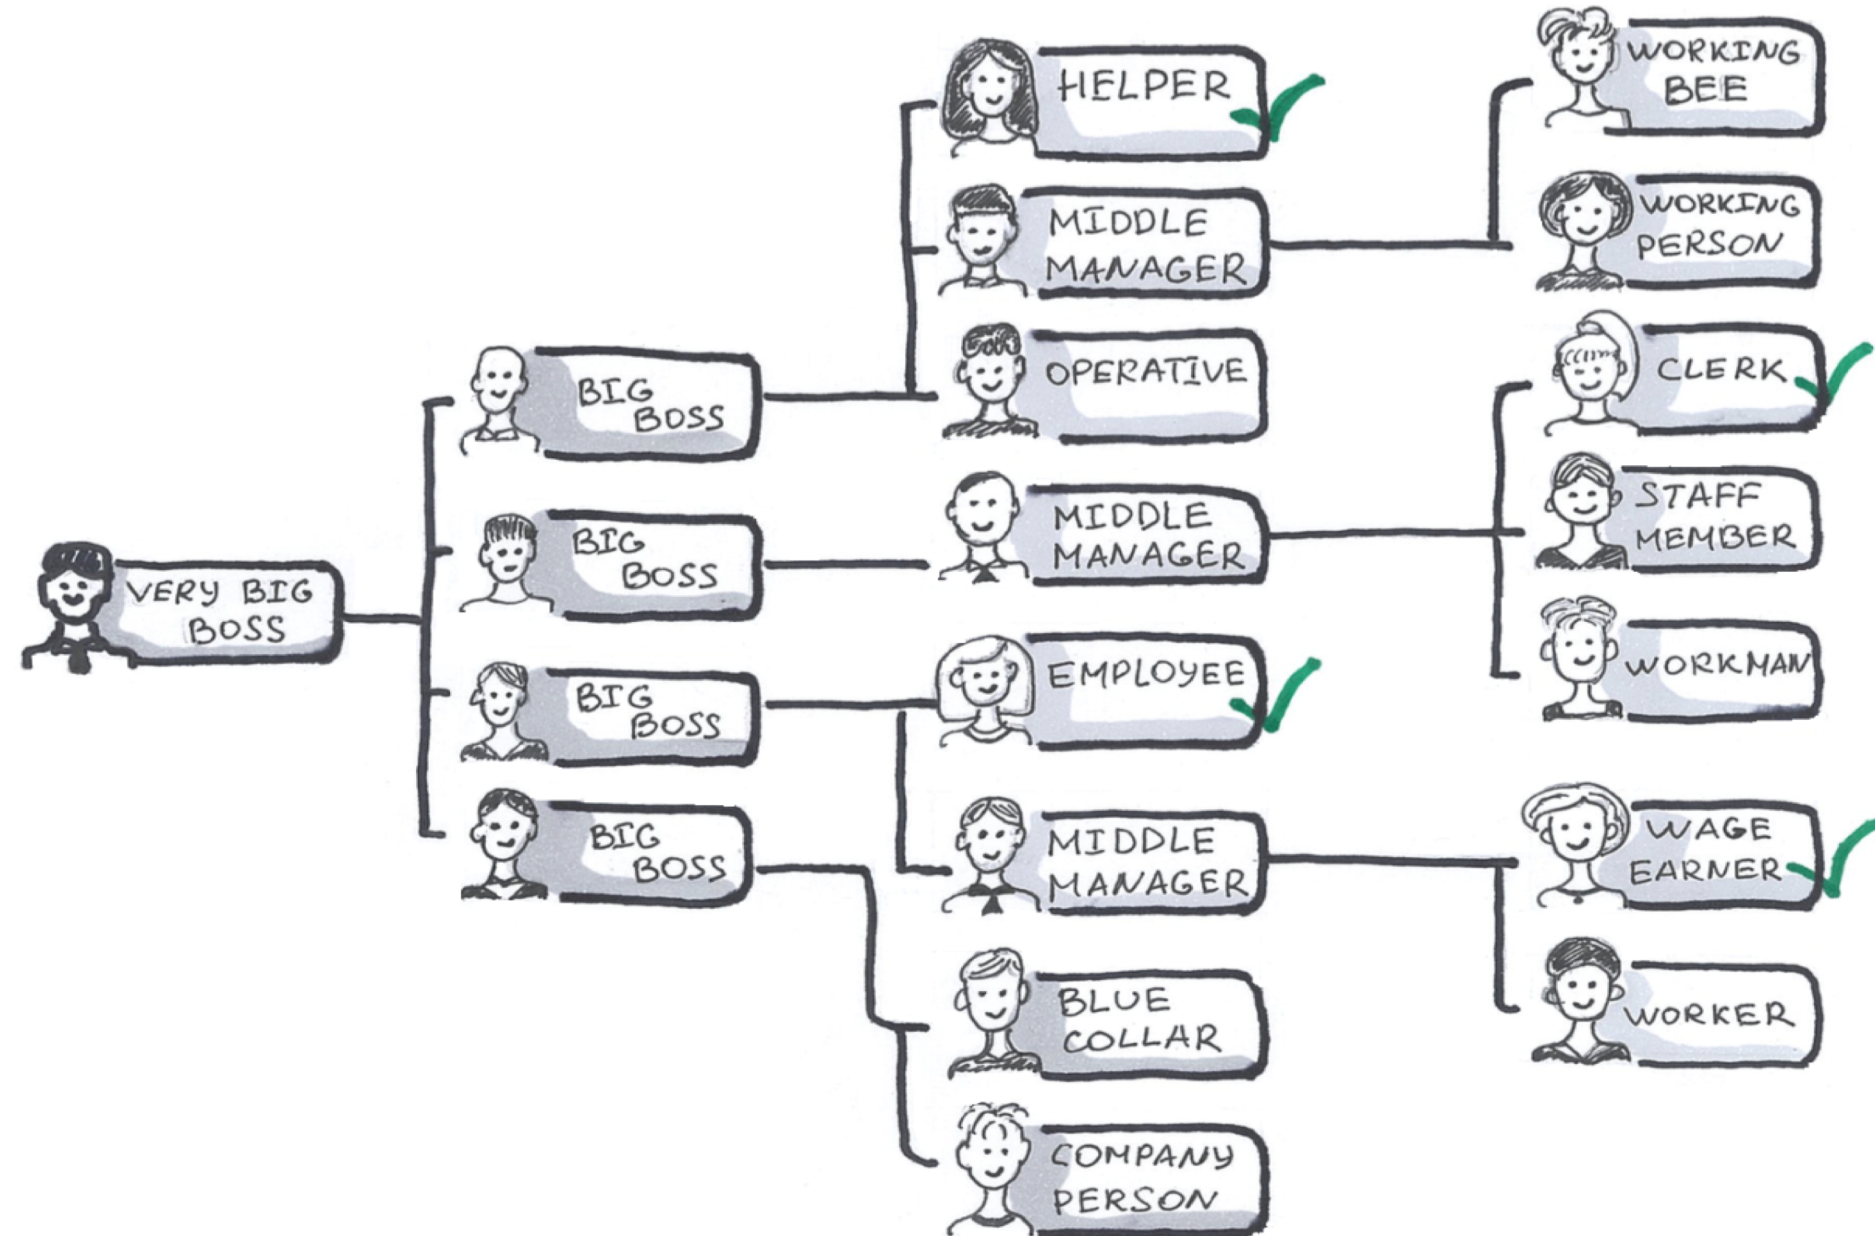 VERY BIG
BOSS
BIG
BOSS
BIG
BOSS
BIG
BOSS
BIG
BOSS
HELPER
MIDDLE
MANAGER
OPERATIVE
MIDDLE
MANAGER
EMPLOYEE
MIDDLE
MANAGER
BLUE
COLLAR
COMPANY
PERSON
WORKING
BEE
WORKING
PERSON
CLERK
STAFF
MEMBER
WORKMAN
WAGE
EARNER
WORKER